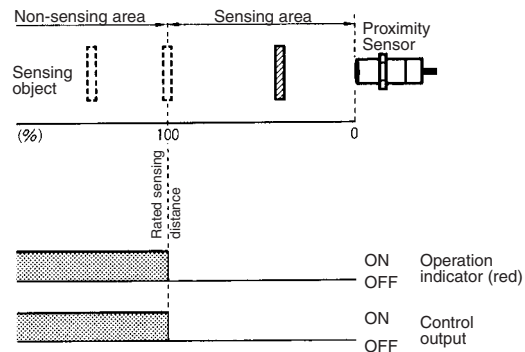 Non-sensing area
Sensing area
Proximity
Sensor
Sensing
object
(%)
100
0
Rated sensing
distance
ON
OFF
Operation
indicator (red)
ON
OFF
Control
output